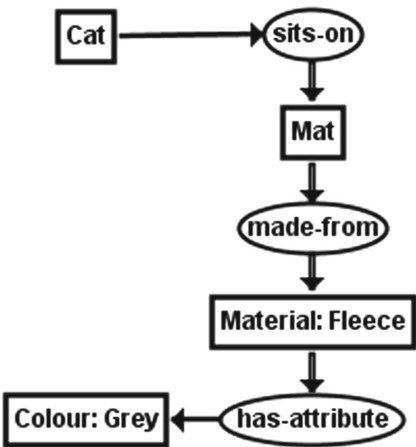 Cat
sits-on
Mat
made-from
Material: Fleece
Colour: Grey
has-attribute